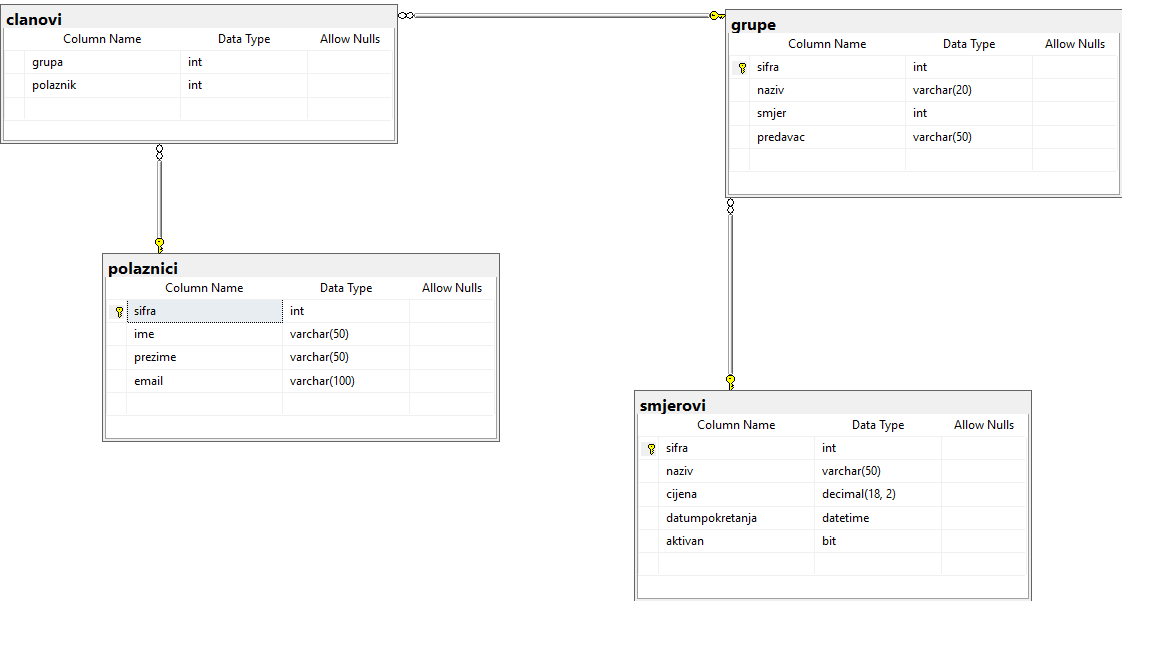 clanovi
Column Name Data Type Allow Nulls
grupa int
polaznik int
grupe
Column Name Data Type Allow Nulls
sifra int
naziv varchar(20)
smjer int
predavac varchar(50)
polaznici
Column Name Data Type Allow Nulls
sifra int
ime varchar(50)
prezime varchar(50)
email varchar(100)
smjerovi
Column Name Data Type Allow Nulls
sifra int
naziv varchar(50)
cijena decimal(18, 2)
datumpokretanja datetime
aktivan bit